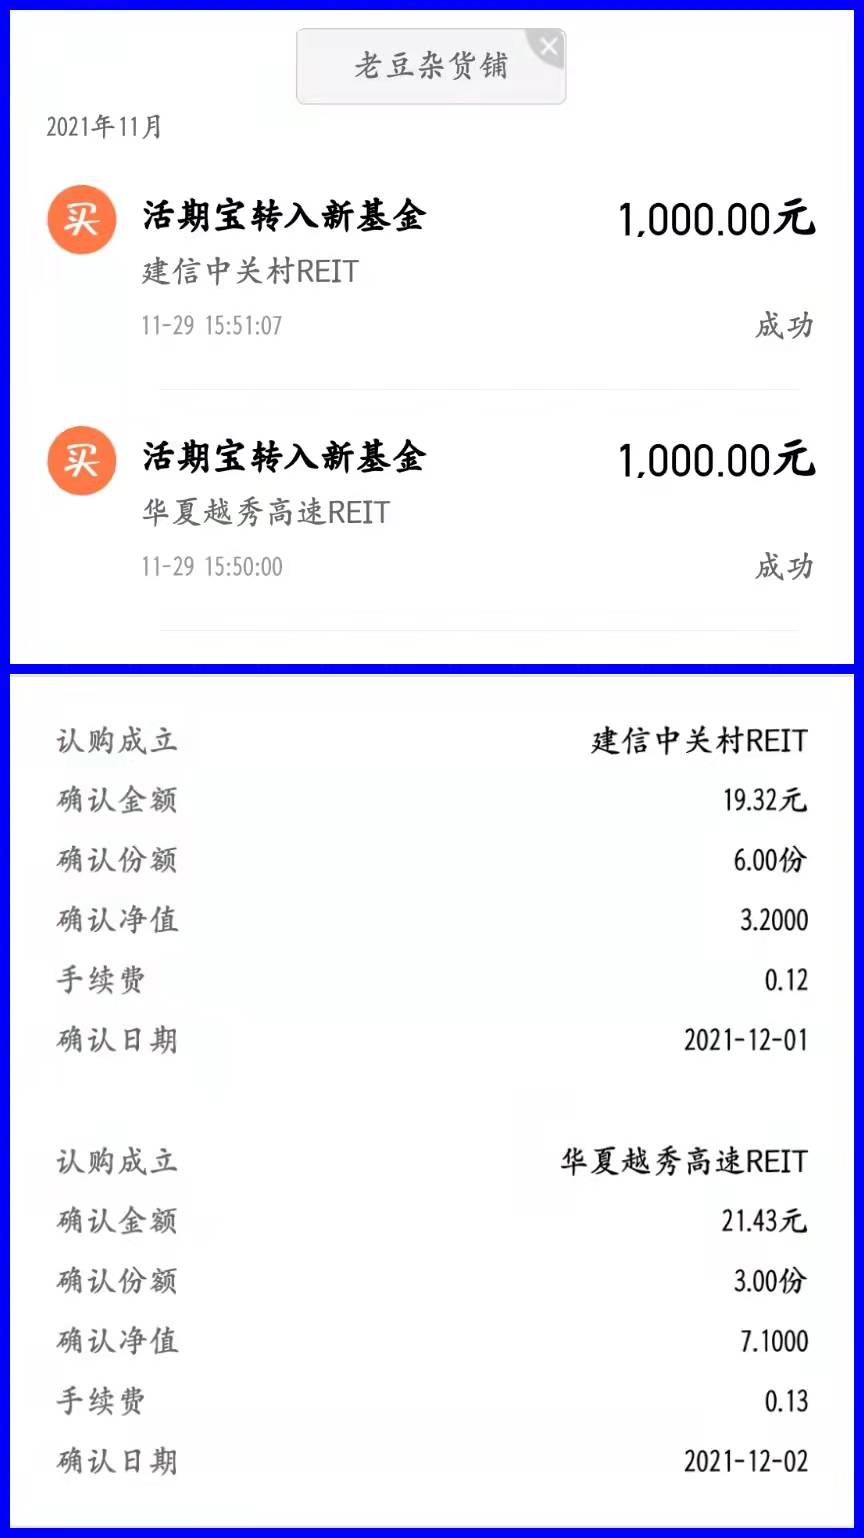 老豆杂货铺
2021年11月
买 活期宝转入新基金 1,000.00元
建信中关村REIT
11-29 15:51:07 成功
买 活期宝转入新基金 1,000.00元
华夏越秀高速REIT
11-29 15:50:00 成功
认购成立 建信中关村REIT
确认金额 19.32元
确认份额 6.00份
确认净值 3.2000
手续费 0.12
确认日期 2021-12-01
认购成立 华夏越秀高速REIT
确认金额 21.43元
确认份额 3.00份
确认净值 7.1000
手续费 0.13
确认日期 2021-12-02